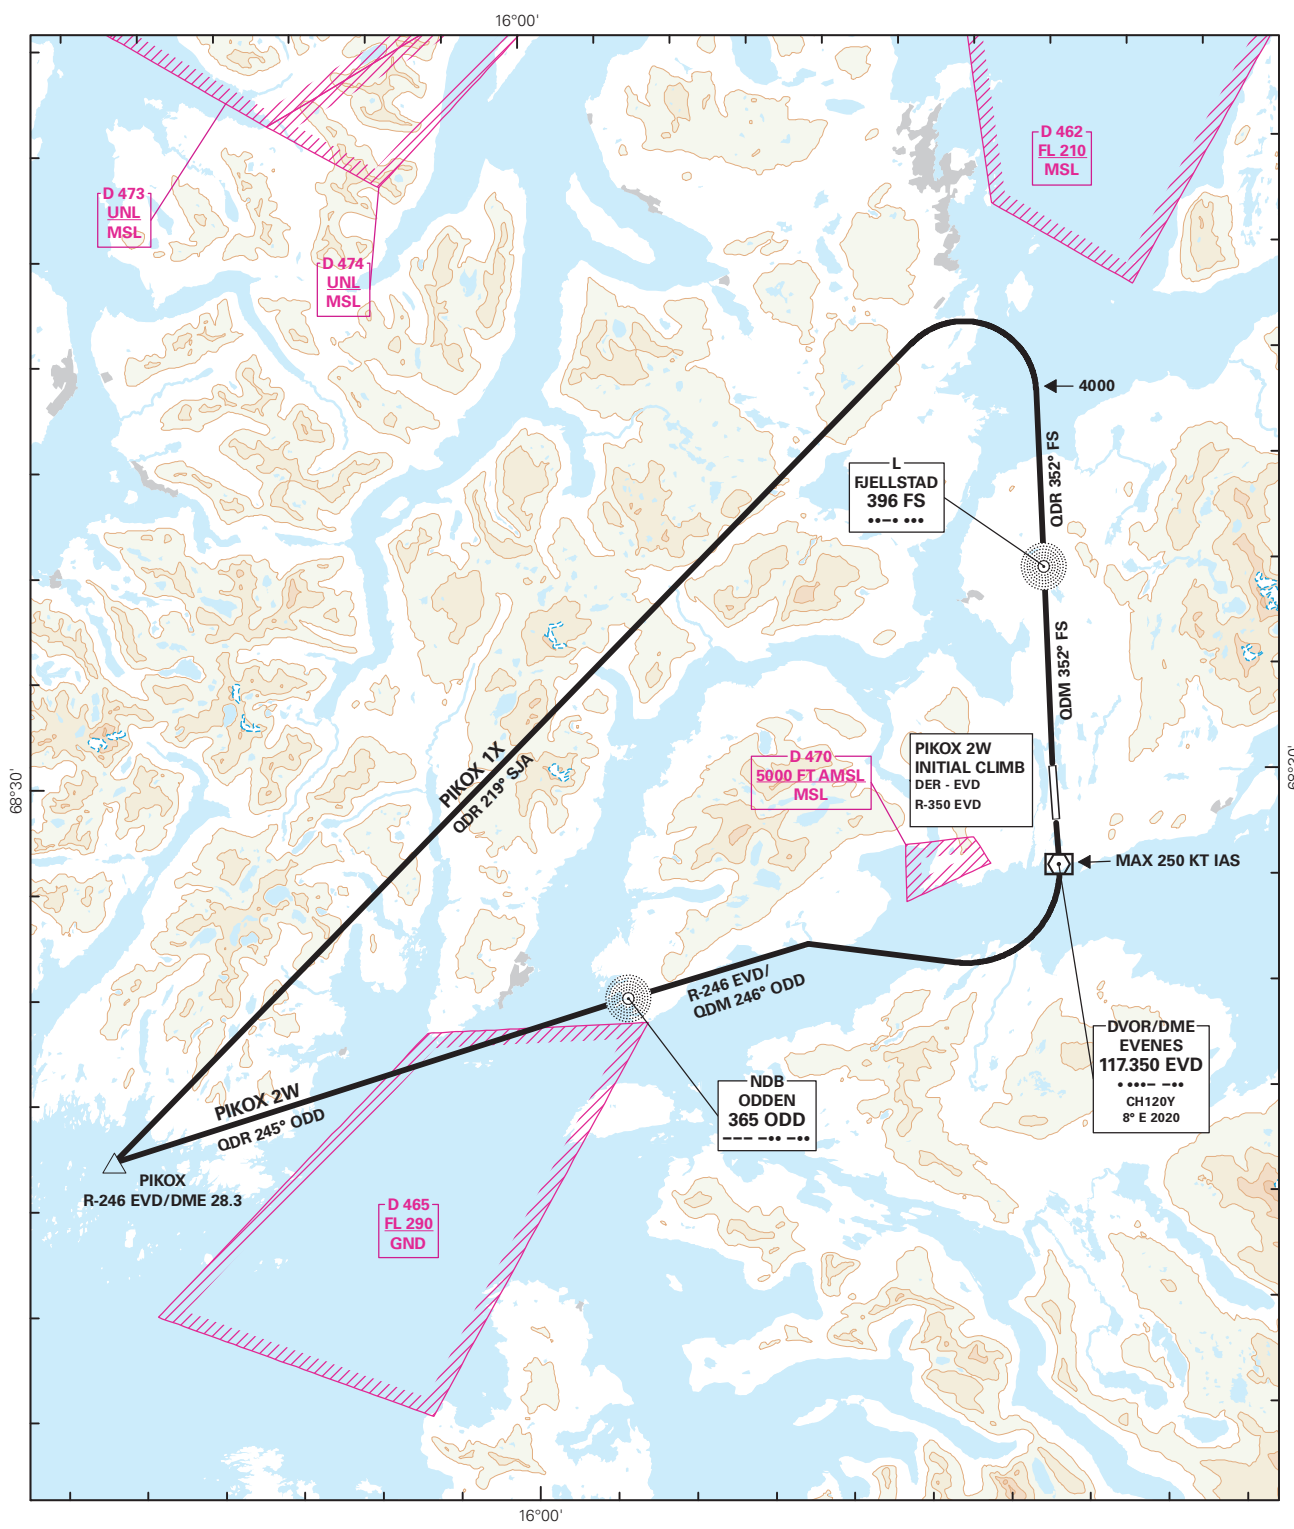 16°00'
D 462
FL 210
MSL
D 473
UNL
MSL
D 474
UNL
MSL
4000
QDR 352° FS
L
FJELLSTAD
396 FS
QDM 352° FS
PIKOX 1X
QDR 219° SJA
D 470
5000 FT AMSL
MSL
PIKOX 2W
INITIAL CLIMB
DER - EVD
R-350 EVD
68°30'
68°30'
MAX 250 KT IAS
R-246 EVD/
QDM 246° ODD
DVOR/DME
EVENES
117.350 EVD
CH120Y
8° E 2020
NDB
ODDEN
365 ODD
PIKOX 2W
QDR 245° ODD
PIKOX
R-246 EVD/DME 28.3
D 465
FL 290
GND
16°00'